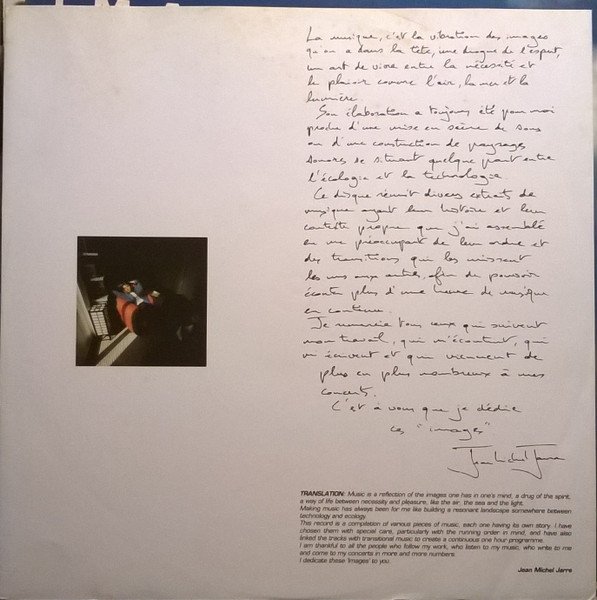 La musique, c'est la vibration des images
qu'on a dans la tête, une drogue de l'esprit,
un art de vivre entre la nécessité et
le plaisir comme l'air, la mer et la
lumière.
Son élaboration a toujours été pour moi
proche d'une mise en scène de sons
ou d'une construction de paysages
sonores se situant quelque part entre
l'écologie et la technologie.
Ce disque réunit divers extraits de
musique ayant leur histoire et leur
contexte propre que j'ai assemblé
en me préoccupant de leur ordre et
des transitions qui les unissent
les uns aux autres, afin de pouvoir
écouter plus d'une heure de musique
en continu.
Je remercie tous ceux qui suivent
mon travail, qui m'écoutent, qui
m'écrivent et qui viennent de
plus en plus nombreux à mes
concerts.
C'est à vous que je dédie
ces "images"
Jean Michel Jarre
TRANSLATION: Music is a reflection of the images one has in one's mind, a drug of the spirit,
a way of life between necessity and pleasure, like the air, the sea and the light.
Making music has always been for me like building a resonant landscape somewhere between
technology and ecology.
This record is a compilation of various pieces of music, each one having its own story. I have
chosen them with special care, particularly with the running order in mind, and have also
linked the tracks with transitional music to create a continuous one hour programme.
I am thankful to all the people who follow my work, who listen to my music, who write to me
and come to my concerts in more and more numbers.
I dedicate these 'Images' to you.
Jean Michel Jarre